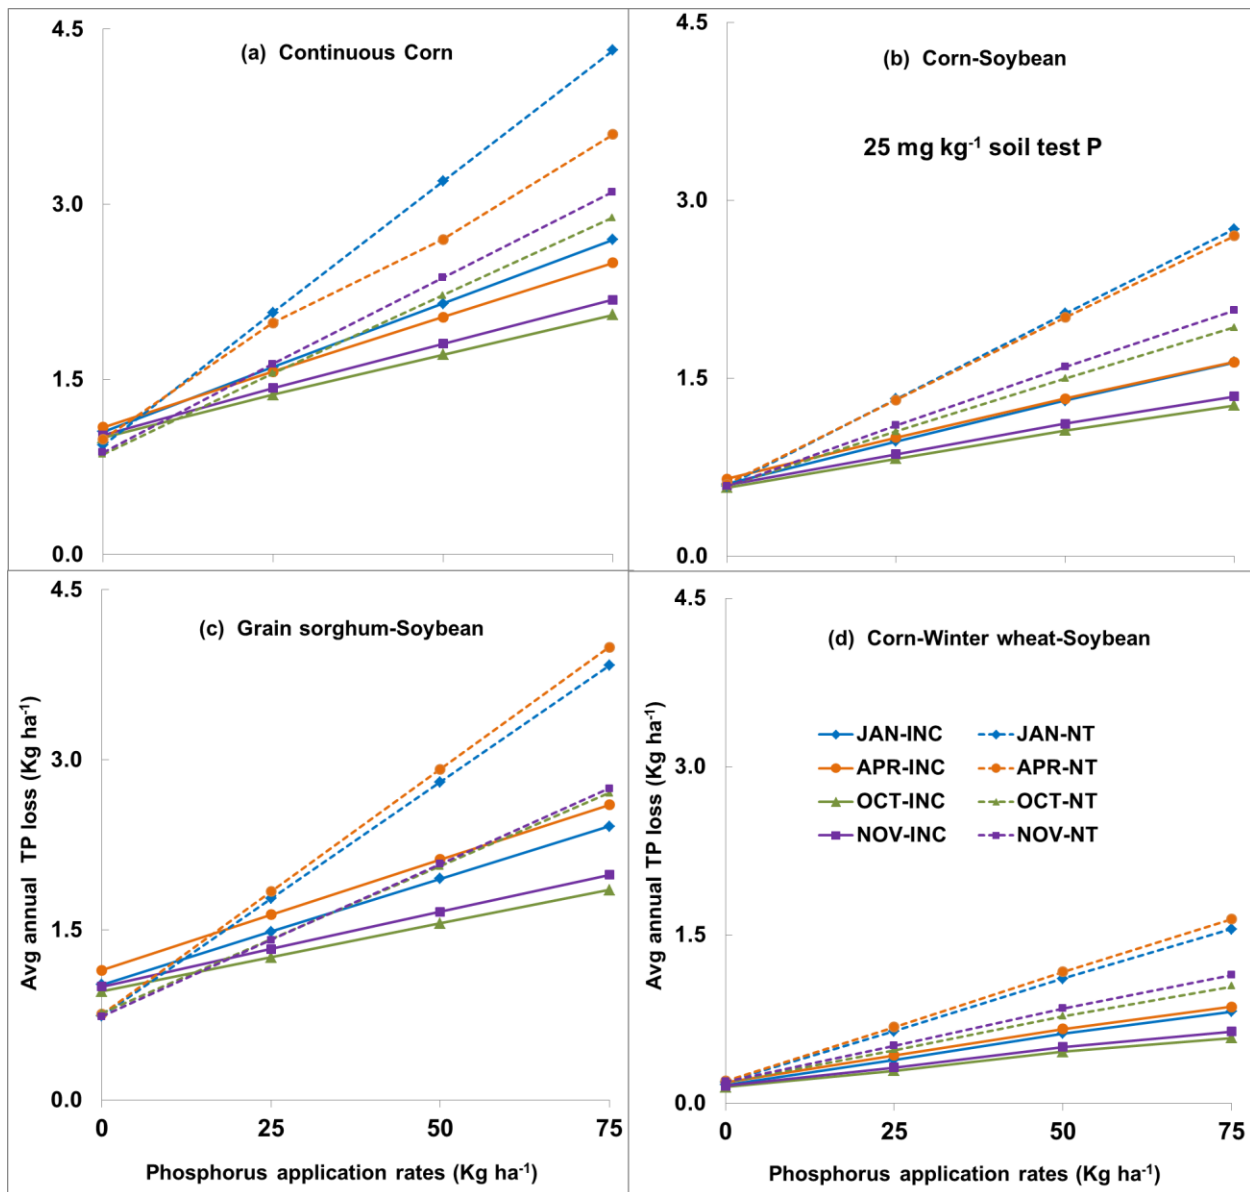 (a) Continuous Corn
4.5
3.0
1.5
0.0
(b) Corn-Soybean
25 mg kg⁻¹ soil test P
4.5
3.0
1.5
0.0
(c) Grain sorghum-Soybean
Avg annual TP loss (Kg ha⁻¹)
4.5
3.0
1.5
0.0
0 25 50 75
Phosphorus application rates (Kg ha⁻¹)
(d) Corn-Winter wheat-Soybean
Avg annual TP loss (Kg ha⁻¹)
4.5
3.0
1.5
0.0
JAN-INC JAN-NT
APR-INC APR-NT
OCT-INC OCT-NT
NOV-INC NOV-NT
0 25 50 75
Phosphorus application rates (Kg ha⁻¹)